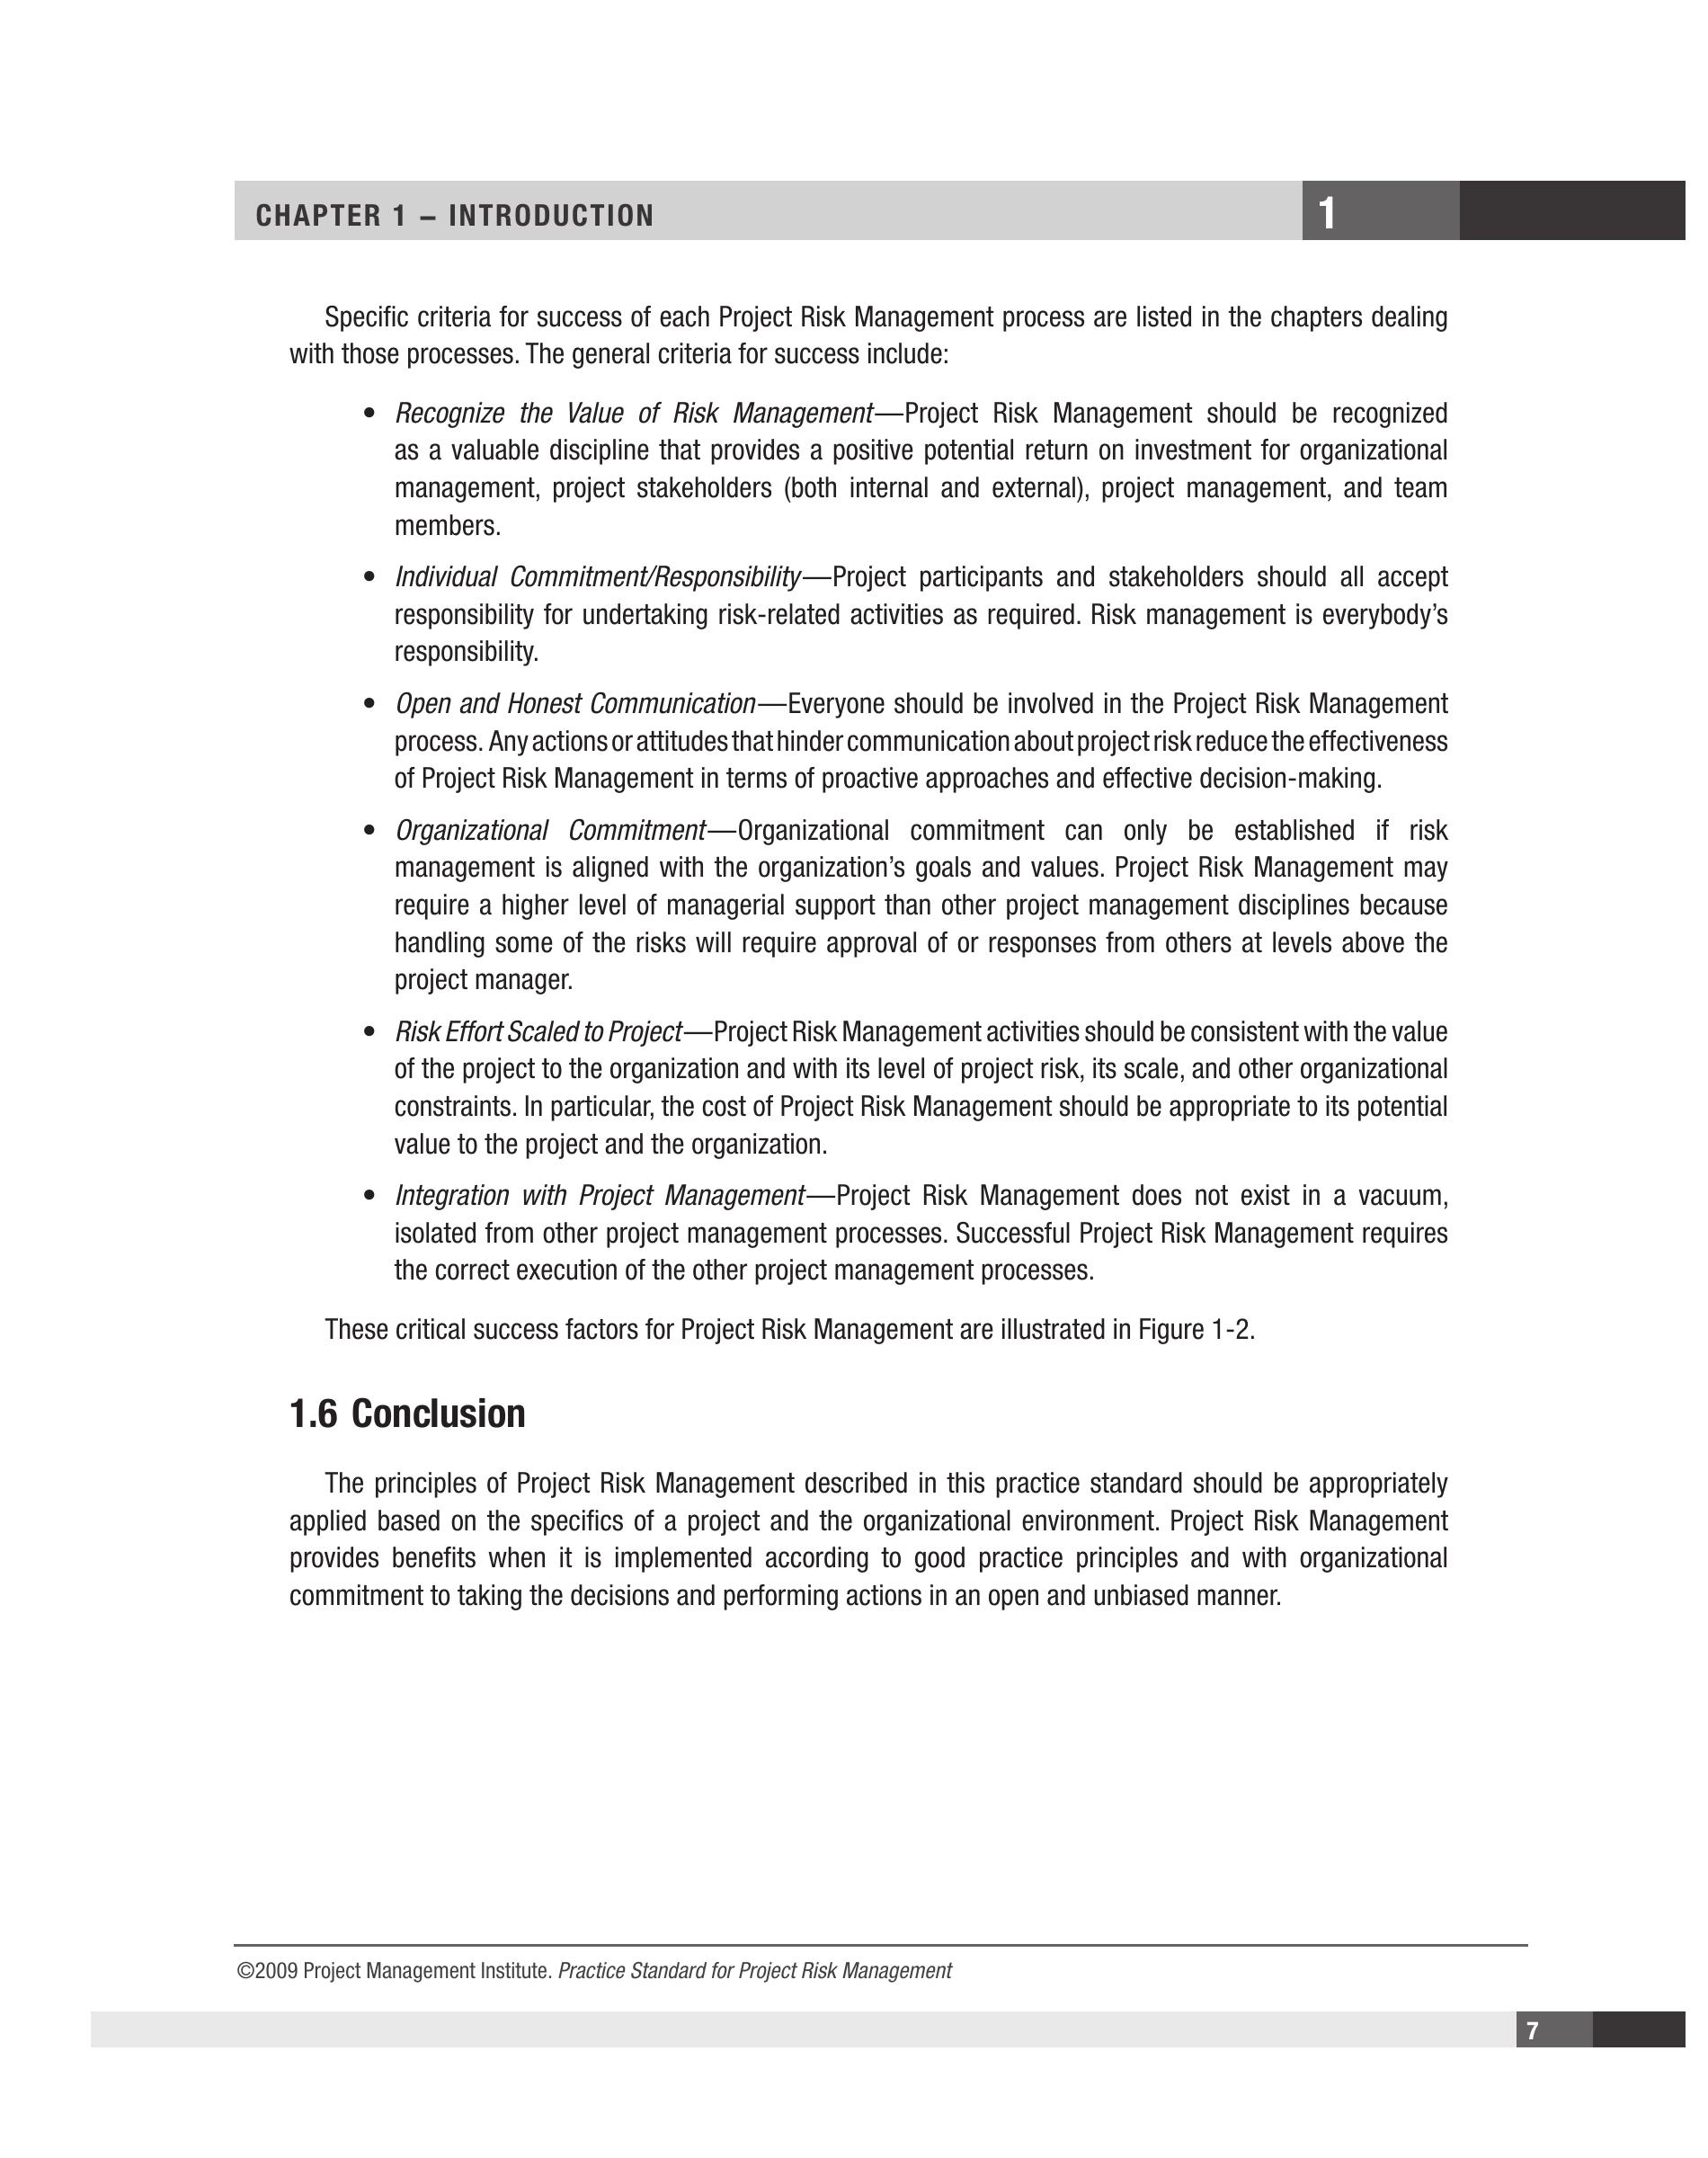 CHAPTER 1 – INTRODUCTION
1
Specific criteria for success of each Project Risk Management process are listed in the chapters dealing
with those processes. The general criteria for success include:
• Recognize the Value of Risk Management—Project Risk Management should be recognized
as a valuable discipline that provides a positive potential return on investment for organizational
management, project stakeholders (both internal and external), project management, and team
members.
• Individual Commitment/Responsibility—Project participants and stakeholders should all accept
responsibility for undertaking risk-related activities as required. Risk management is everybody’s
responsibility.
• Open and Honest Communication—Everyone should be involved in the Project Risk Management
process. Any actions or attitudes that hinder communication about project risk reduce the effectiveness
of Project Risk Management in terms of proactive approaches and effective decision-making.
• Organizational Commitment—Organizational commitment can only be established if risk
management is aligned with the organization’s goals and values. Project Risk Management may
require a higher level of managerial support than other project management disciplines because
handling some of the risks will require approval of or responses from others at levels above the
project manager.
• Risk Effort Scaled to Project—Project Risk Management activities should be consistent with the value
of the project to the organization and with its level of project risk, its scale, and other organizational
constraints. In particular, the cost of Project Risk Management should be appropriate to its potential
value to the project and the organization.
• Integration with Project Management—Project Risk Management does not exist in a vacuum,
isolated from other project management processes. Successful Project Risk Management requires
the correct execution of the other project management processes.
These critical success factors for Project Risk Management are illustrated in Figure 1-2.
1.6 Conclusion
The principles of Project Risk Management described in this practice standard should be appropriately
applied based on the specifics of a project and the organizational environment. Project Risk Management
provides benefits when it is implemented according to good practice principles and with organizational
commitment to taking the decisions and performing actions in an open and unbiased manner.
©2009 Project Management Institute. Practice Standard for Project Risk Management
7